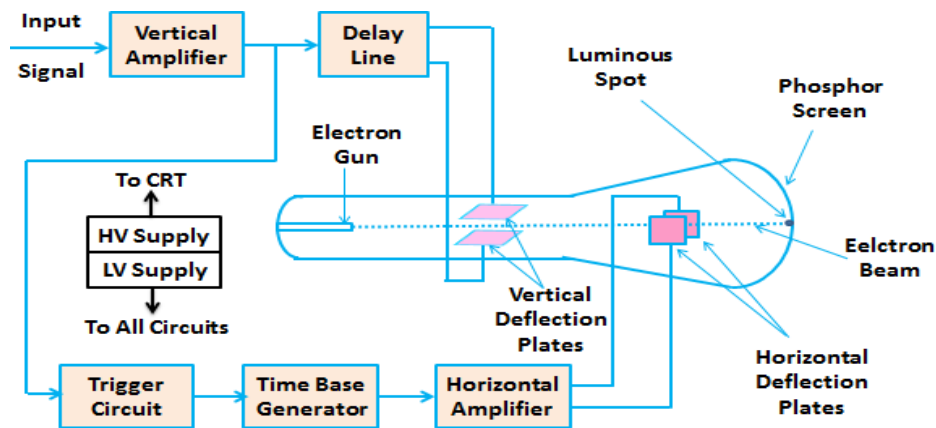 Input
Signal
Vertical
Amplifier
Delay
Line
Luminous
Spot
Phosphor
Screen
Electron
Gun
To CRT
HV Supply
LV Supply
To All Circuits
Vertical
Deflection
Plates
Eelctron
Beam
Horizontal
Deflection
Plates
Trigger
Circuit
Time Base
Generator
Horizontal
Amplifier